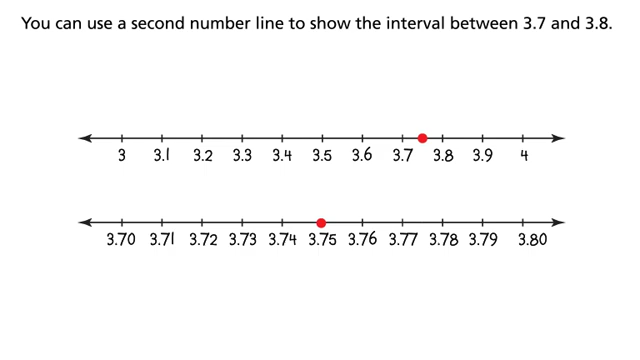 You can use a second number line to show the interval between 3.7 and 3.8.
3 3.1 3.2 3.3 3.4 3.5 3.6 3.7 3.8 3.9 4
3.70 3.71 3.72 3.73 3.74 3.75 3.76 3.77 3.78 3.79 3.80